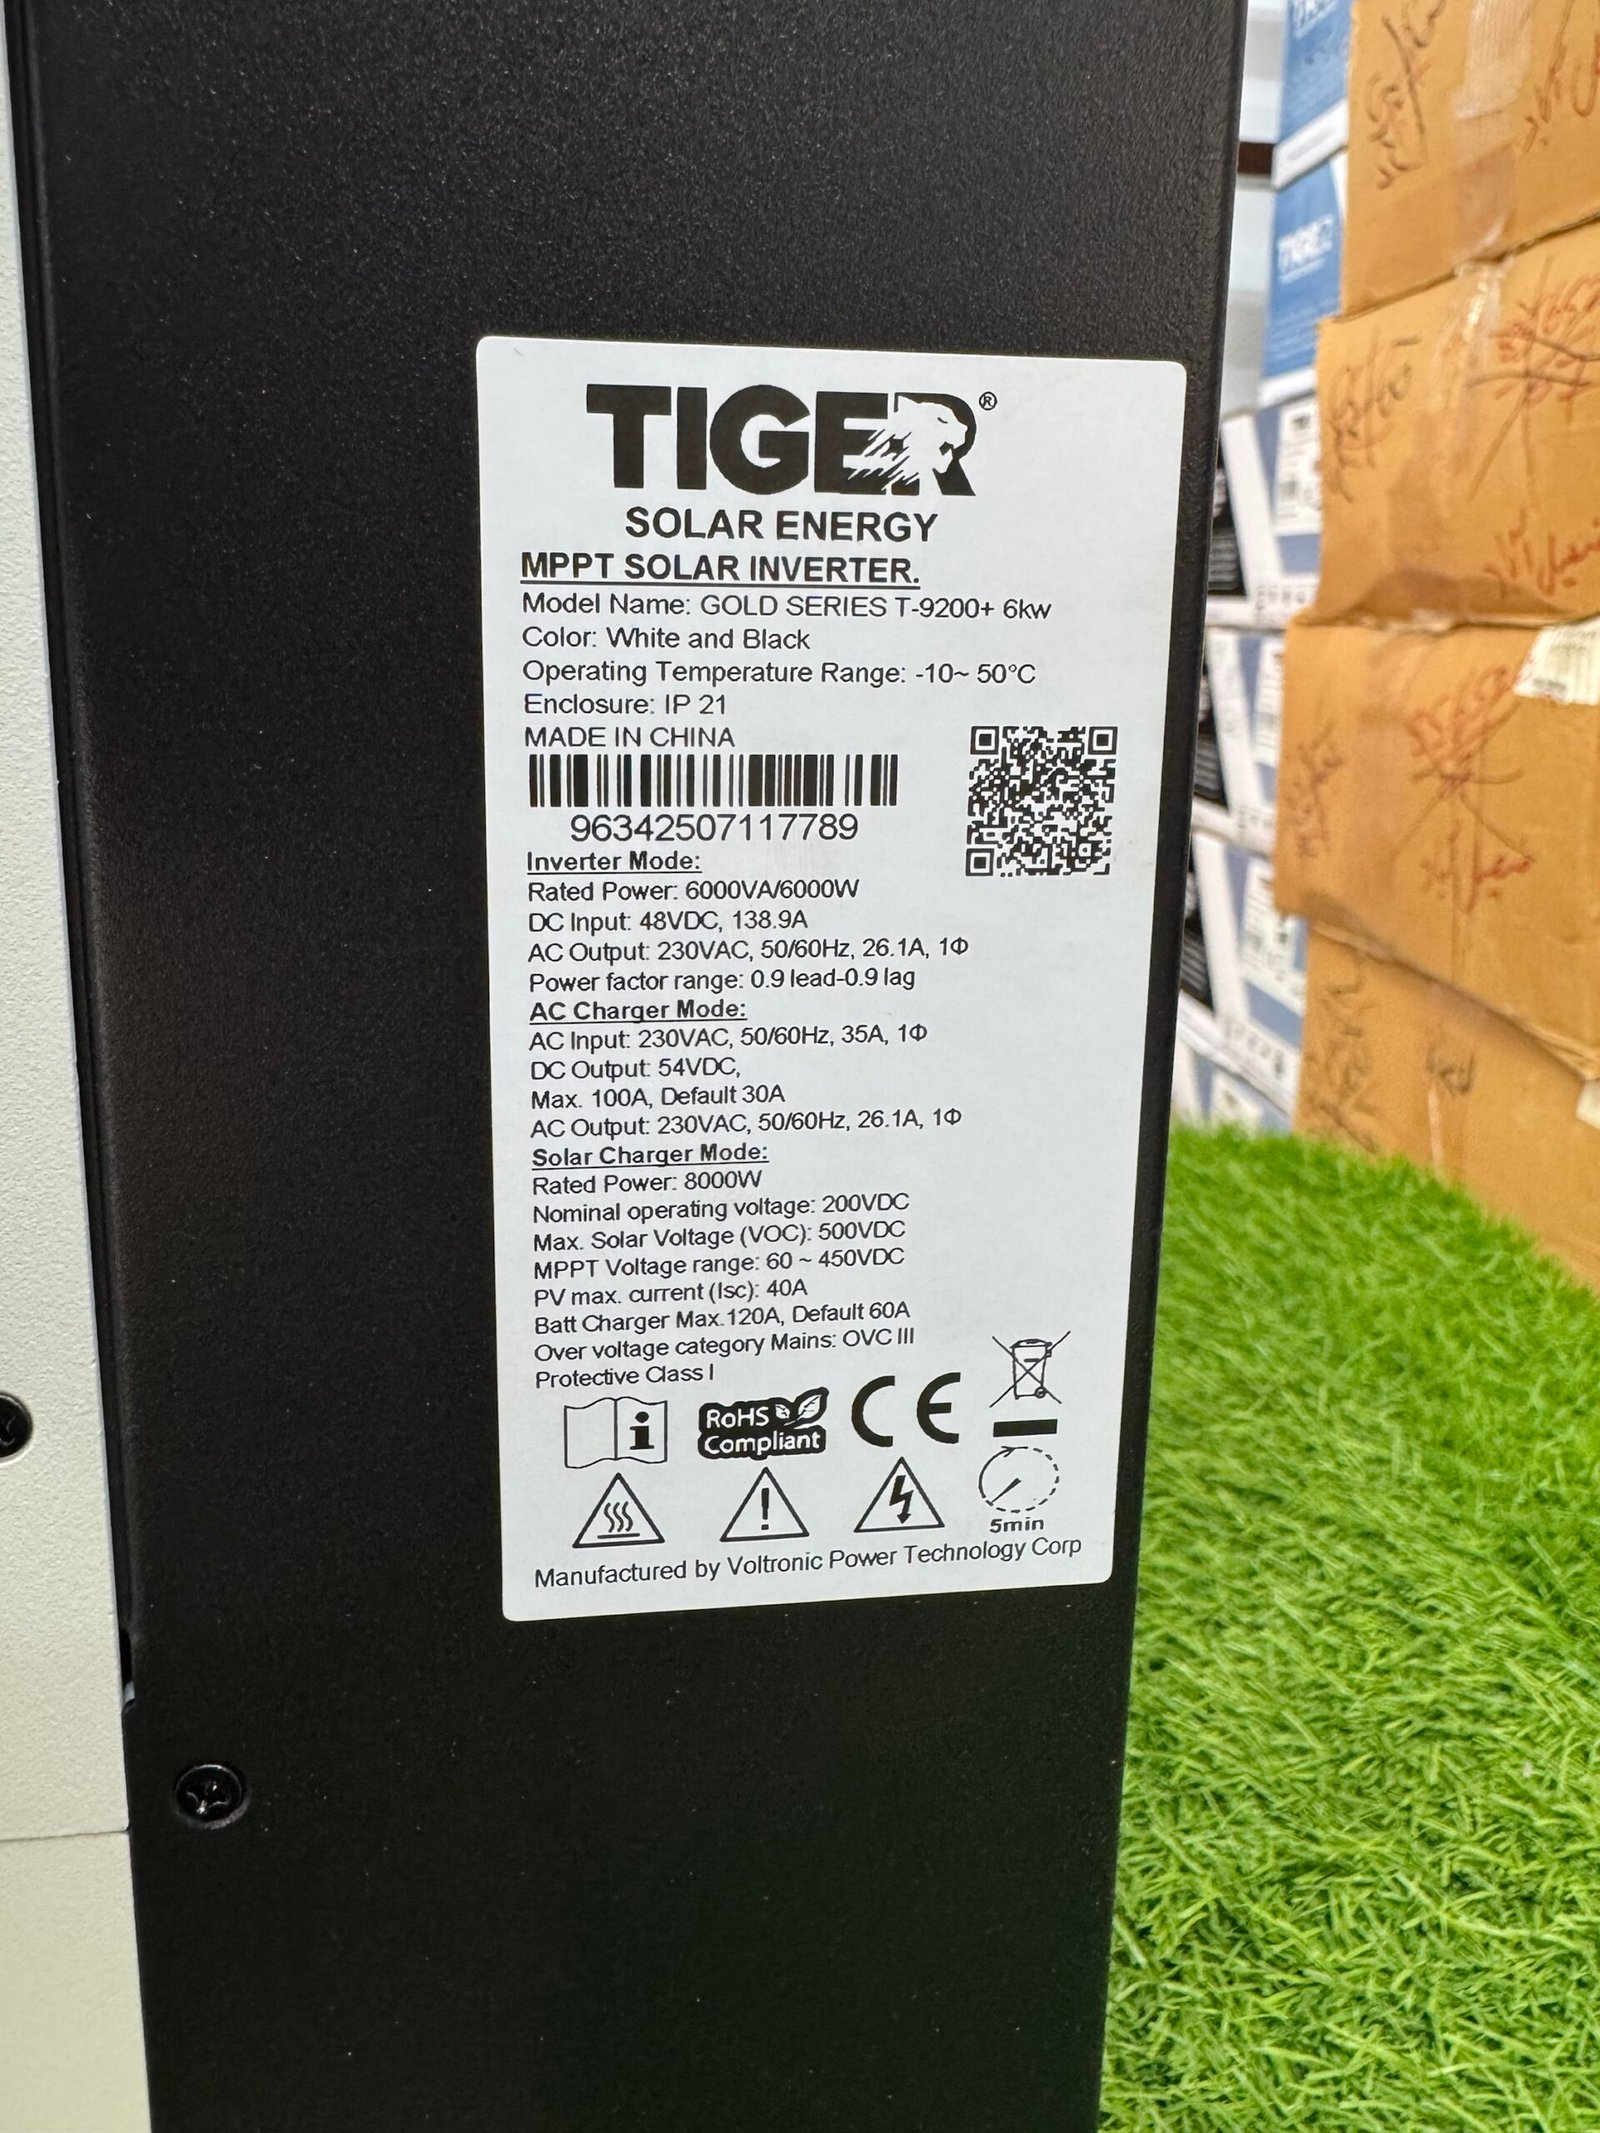 TIGER®
SOLAR ENERGY
MPPT SOLAR INVERTER.
Model Name: GOLD SERIES T-9200+ 6kw
Color: White and Black
Operating Temperature Range: -10~ 50°C
Enclosure: IP 21
MADE IN CHINA
96342507117789
Inverter Mode:
Rated Power: 6000VA/6000W
DC Input: 48VDC, 138.9A
AC Output: 230VAC, 50/60Hz, 26.1A, 1Φ
Power factor range: 0.9 lead-0.9 lag
AC Charger Mode:
AC Input: 230VAC, 50/60Hz, 35A, 1Φ
DC Output: 54VDC,
Max. 100A, Default 30A
AC Output: 230VAC, 50/60Hz, 26.1A, 1Φ
Solar Charger Mode:
Rated Power: 8000W
Nominal operating voltage: 200VDC
Max. Solar Voltage (VOC): 500VDC
MPPT Voltage range: 60 ~ 450VDC
PV max. current (Isc): 40A
Batt Charger Max.120A, Default 60A
Over voltage category Mains: OVC III
Protective Class I
RoHS
Compliant
CE
5min
Manufactured by Voltronic Power Technology Corp
TIGER